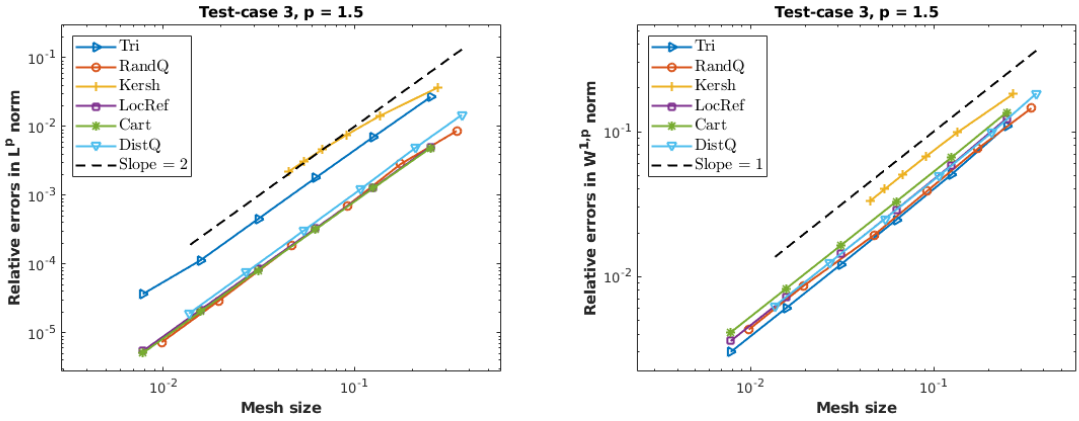 Test-case 3, p = 1.5
Relative errors in L^p norm
10^-1
10^-2
10^-3
10^-4
10^-5
Tri
RandQ
Kersh
LocRef
Cart
DistQ
Slope = 2
10^-2
10^-1
Mesh size
Test-case 3, p = 1.5
Relative errors in W^1,p norm
10^-1
10^-2
Tri
RandQ
Kersh
LocRef
Cart
DistQ
Slope = 1
10^-2
10^-1
Mesh size